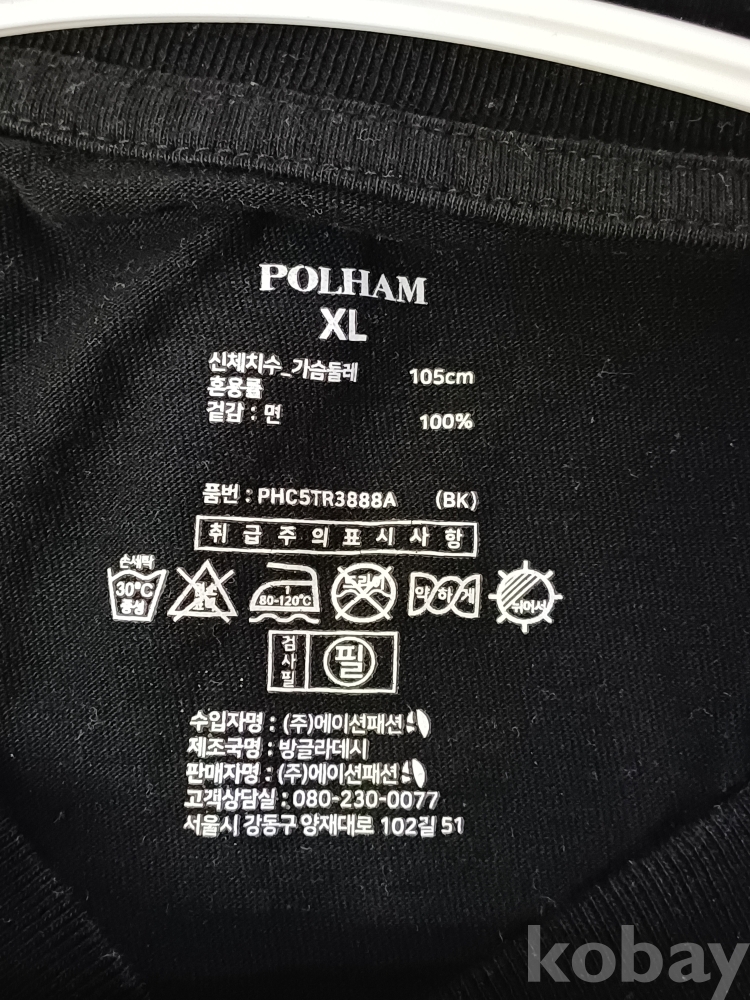 POLHAM
XL
신체치수_가슴둘레 105cm
혼용률
겉감 : 면 100%
품번 : PHC5TR3888A (BK)
취급주의표시사항
손세탁
30°C
중성
염소
표백
80-120°C
드라이
약하게
뉘어서
검사필
필
수입자명 : (주)에이션패션
제조국명 : 방글라데시
판매자명 : (주)에이션패션
고객상담실 : 080-230-0077
서울시 강동구 양재대로 102길 51
kobay